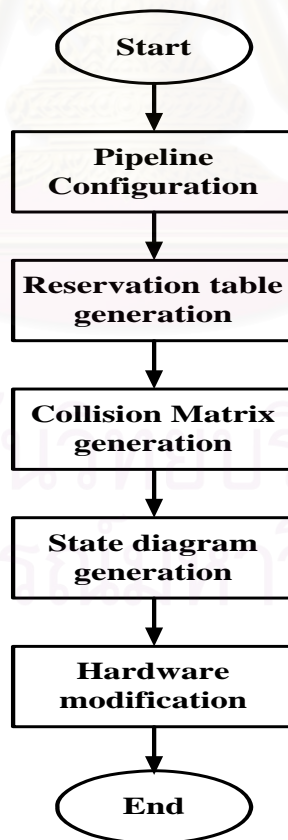 Start
Pipeline
Configuration
Reservation table
generation
Collision Matrix
generation
State diagram
generation
Hardware
modification
End